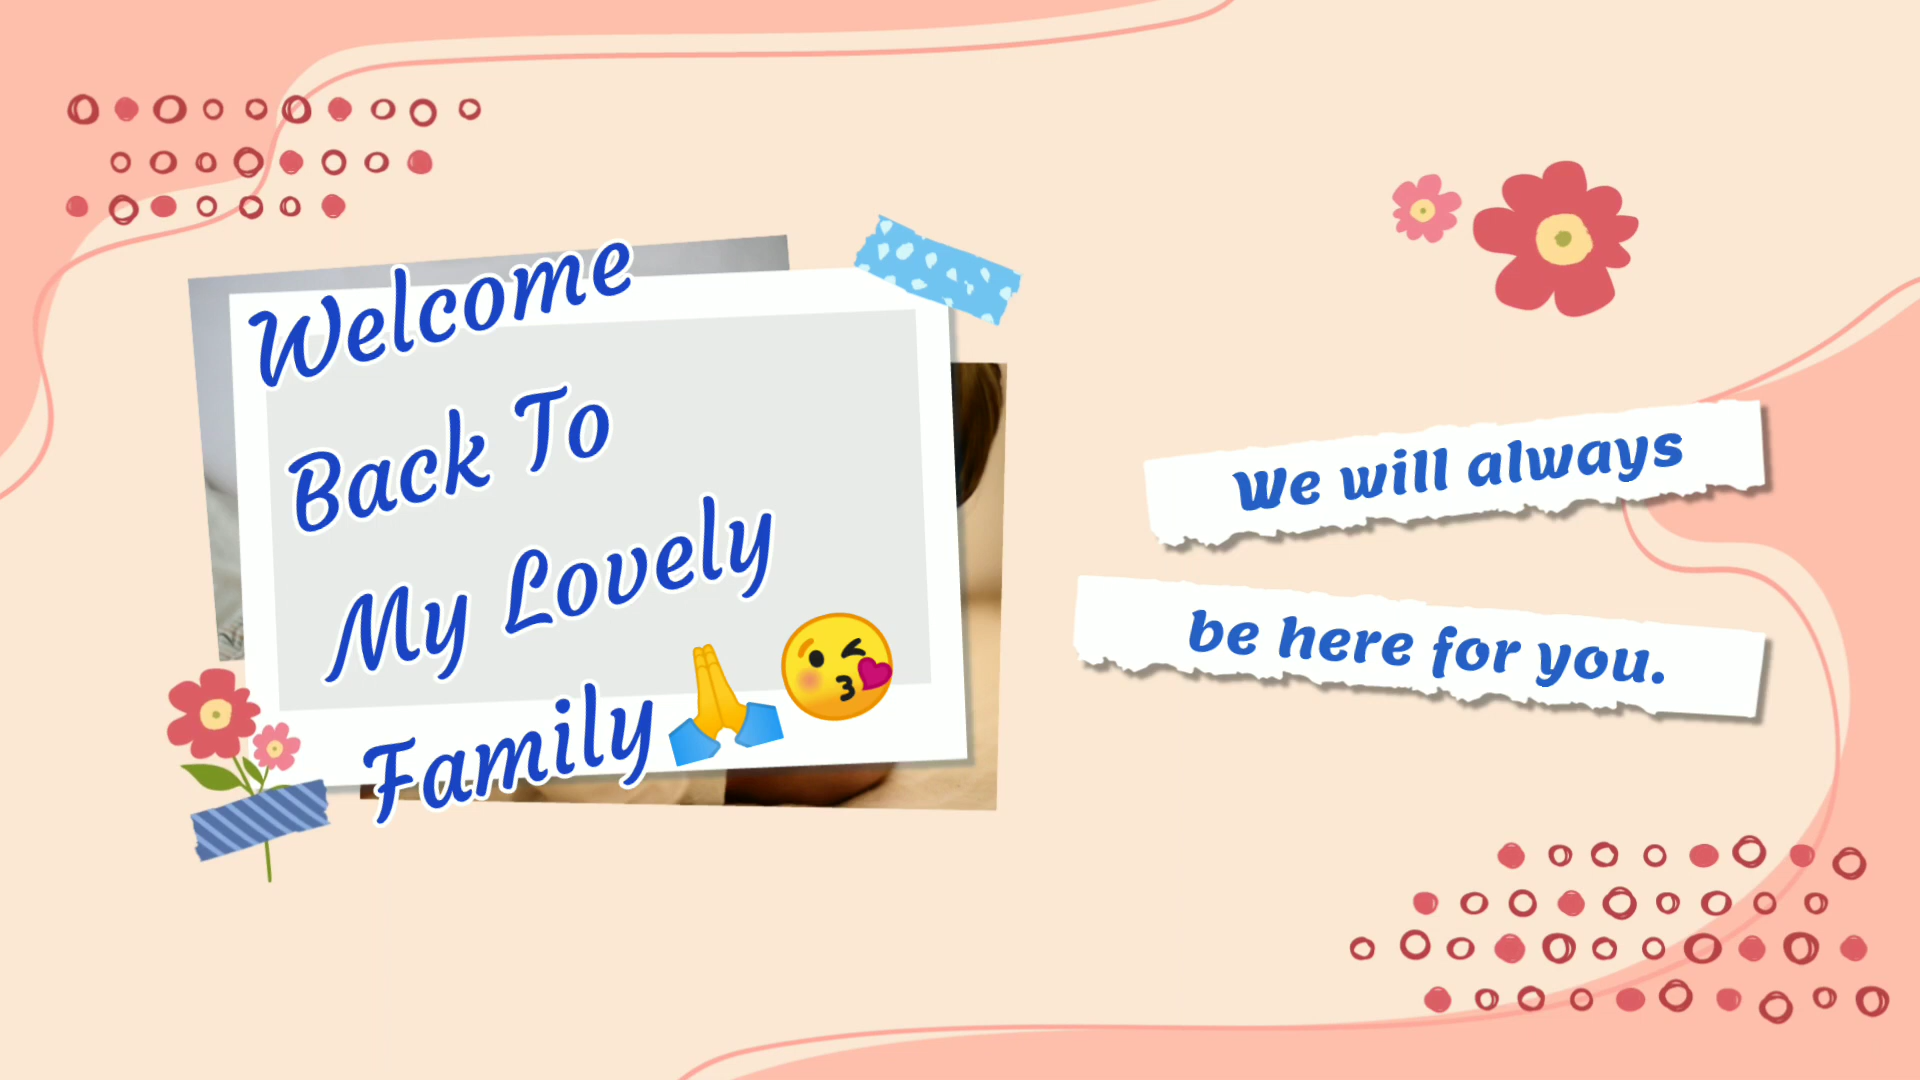 Welcome
Back To
My Lovely
Family 🙏😘
We will always
be here for you.